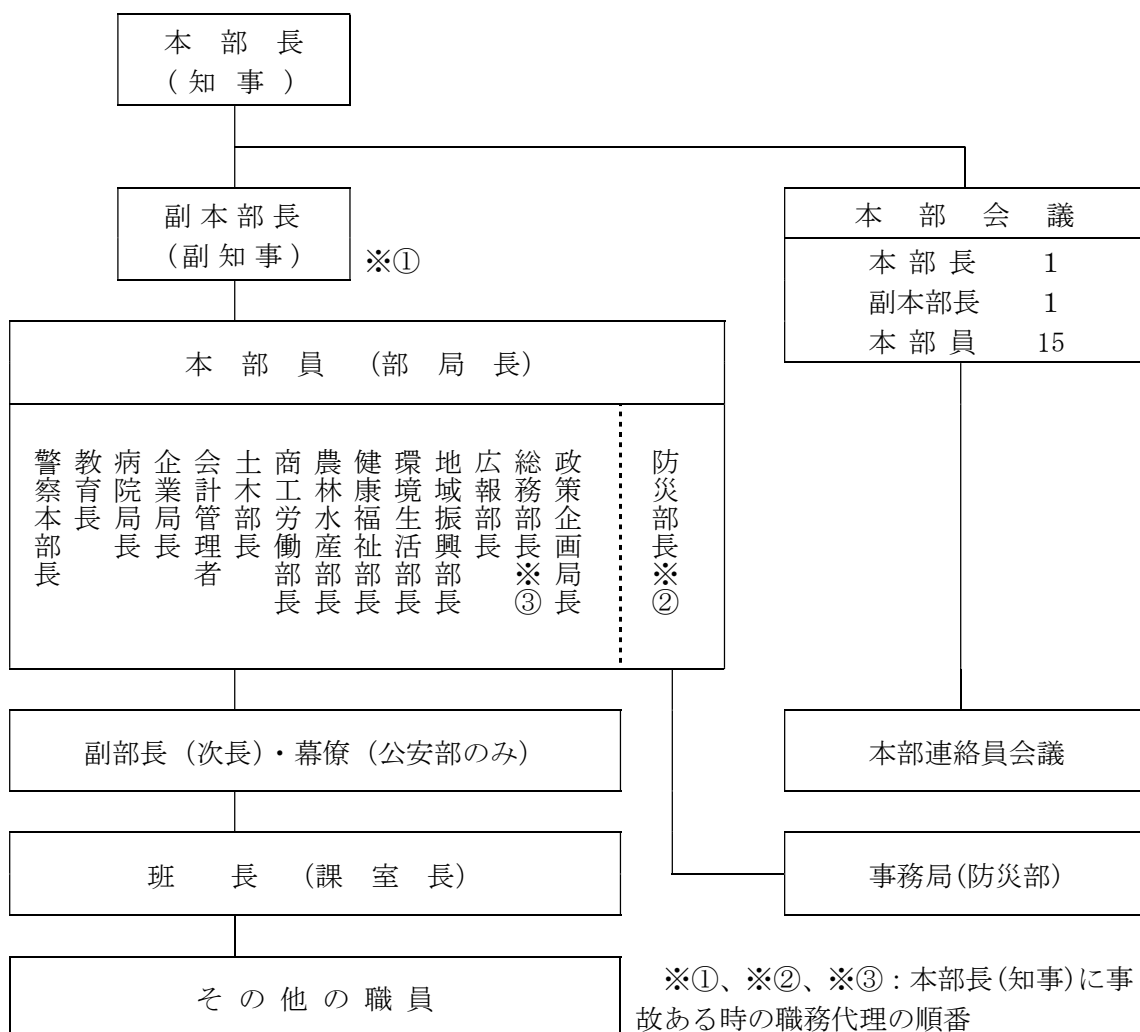 本部長
(知事)
副本部長
(副知事)
※①
本部会議
本部長 1
副本部長 1
本部員 15
本部員 (部局長)
防災部長※②
政策企画局長
総務部長※③
広報部長
地域振興部長
環境生活部長
健康福祉部長
農林水産部長
商工労働部長
土木部長
会計管理者
企業局長
病院局長
教育長
警察本部長
副部長(次長)・幕僚(公安部のみ)
本部連絡員会議
班長 (課室長)
事務局(防災部)
その他の職員
※①、※②、※③:本部長(知事)に事
故ある時の職務代理の順番